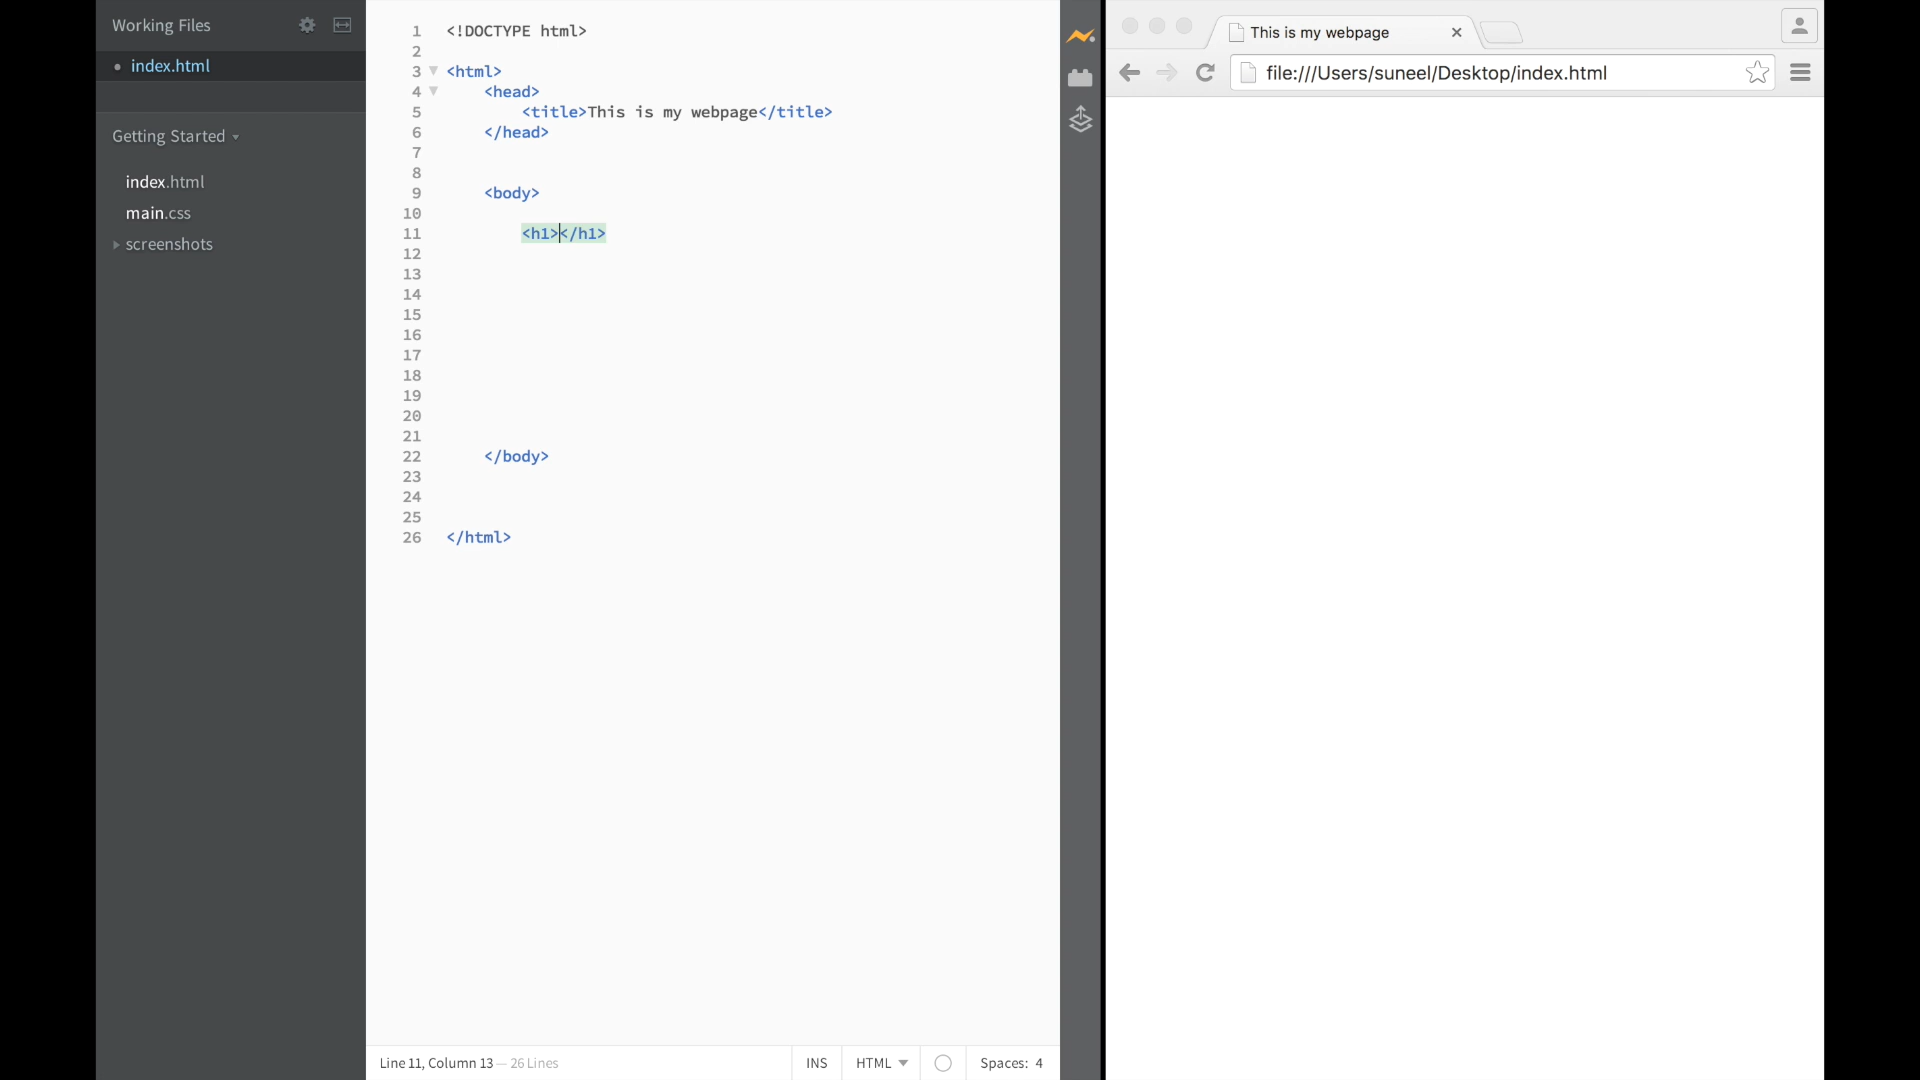 Working Files
index.html
Getting Started
index.html
main.css
screenshots
1 <!DOCTYPE html>
2
3 <html>
4 <head>
5 <title>This is my webpage</title>
6 </head>
7
8
9 <body>
10
11 <h1></h1>
12
13
14
15
16
17
18
19
20
21
22 </body>
23
24
25
26 </html>
Line 11, Column 13 — 26 Lines
INS
HTML
Spaces: 4
This is my webpage
file:///Users/suneel/Desktop/index.html